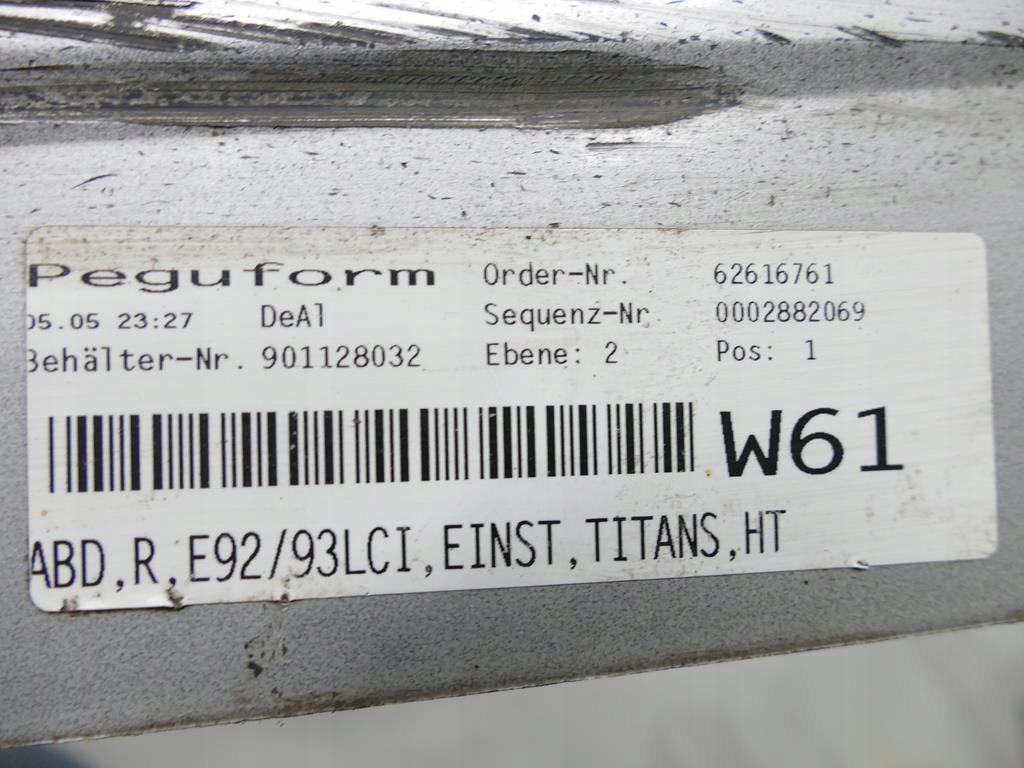 Peguform Order-Nr. 62616761
05.05 23:27 DeAl Sequenz-Nr 0002882069
Behälter-Nr. 901128032 Ebene: 2 Pos: 1
W61
ABD,R,E92/93LCI,EINST,TITANS,HT